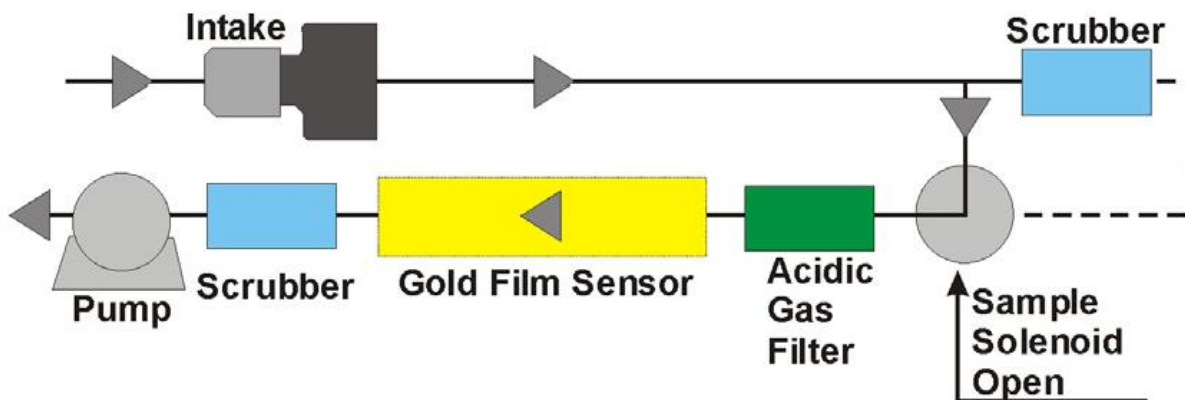 Intake
Scrubber
Pump
Scrubber
Gold Film Sensor
Acidic
Gas
Filter
Sample
Solenoid
Open